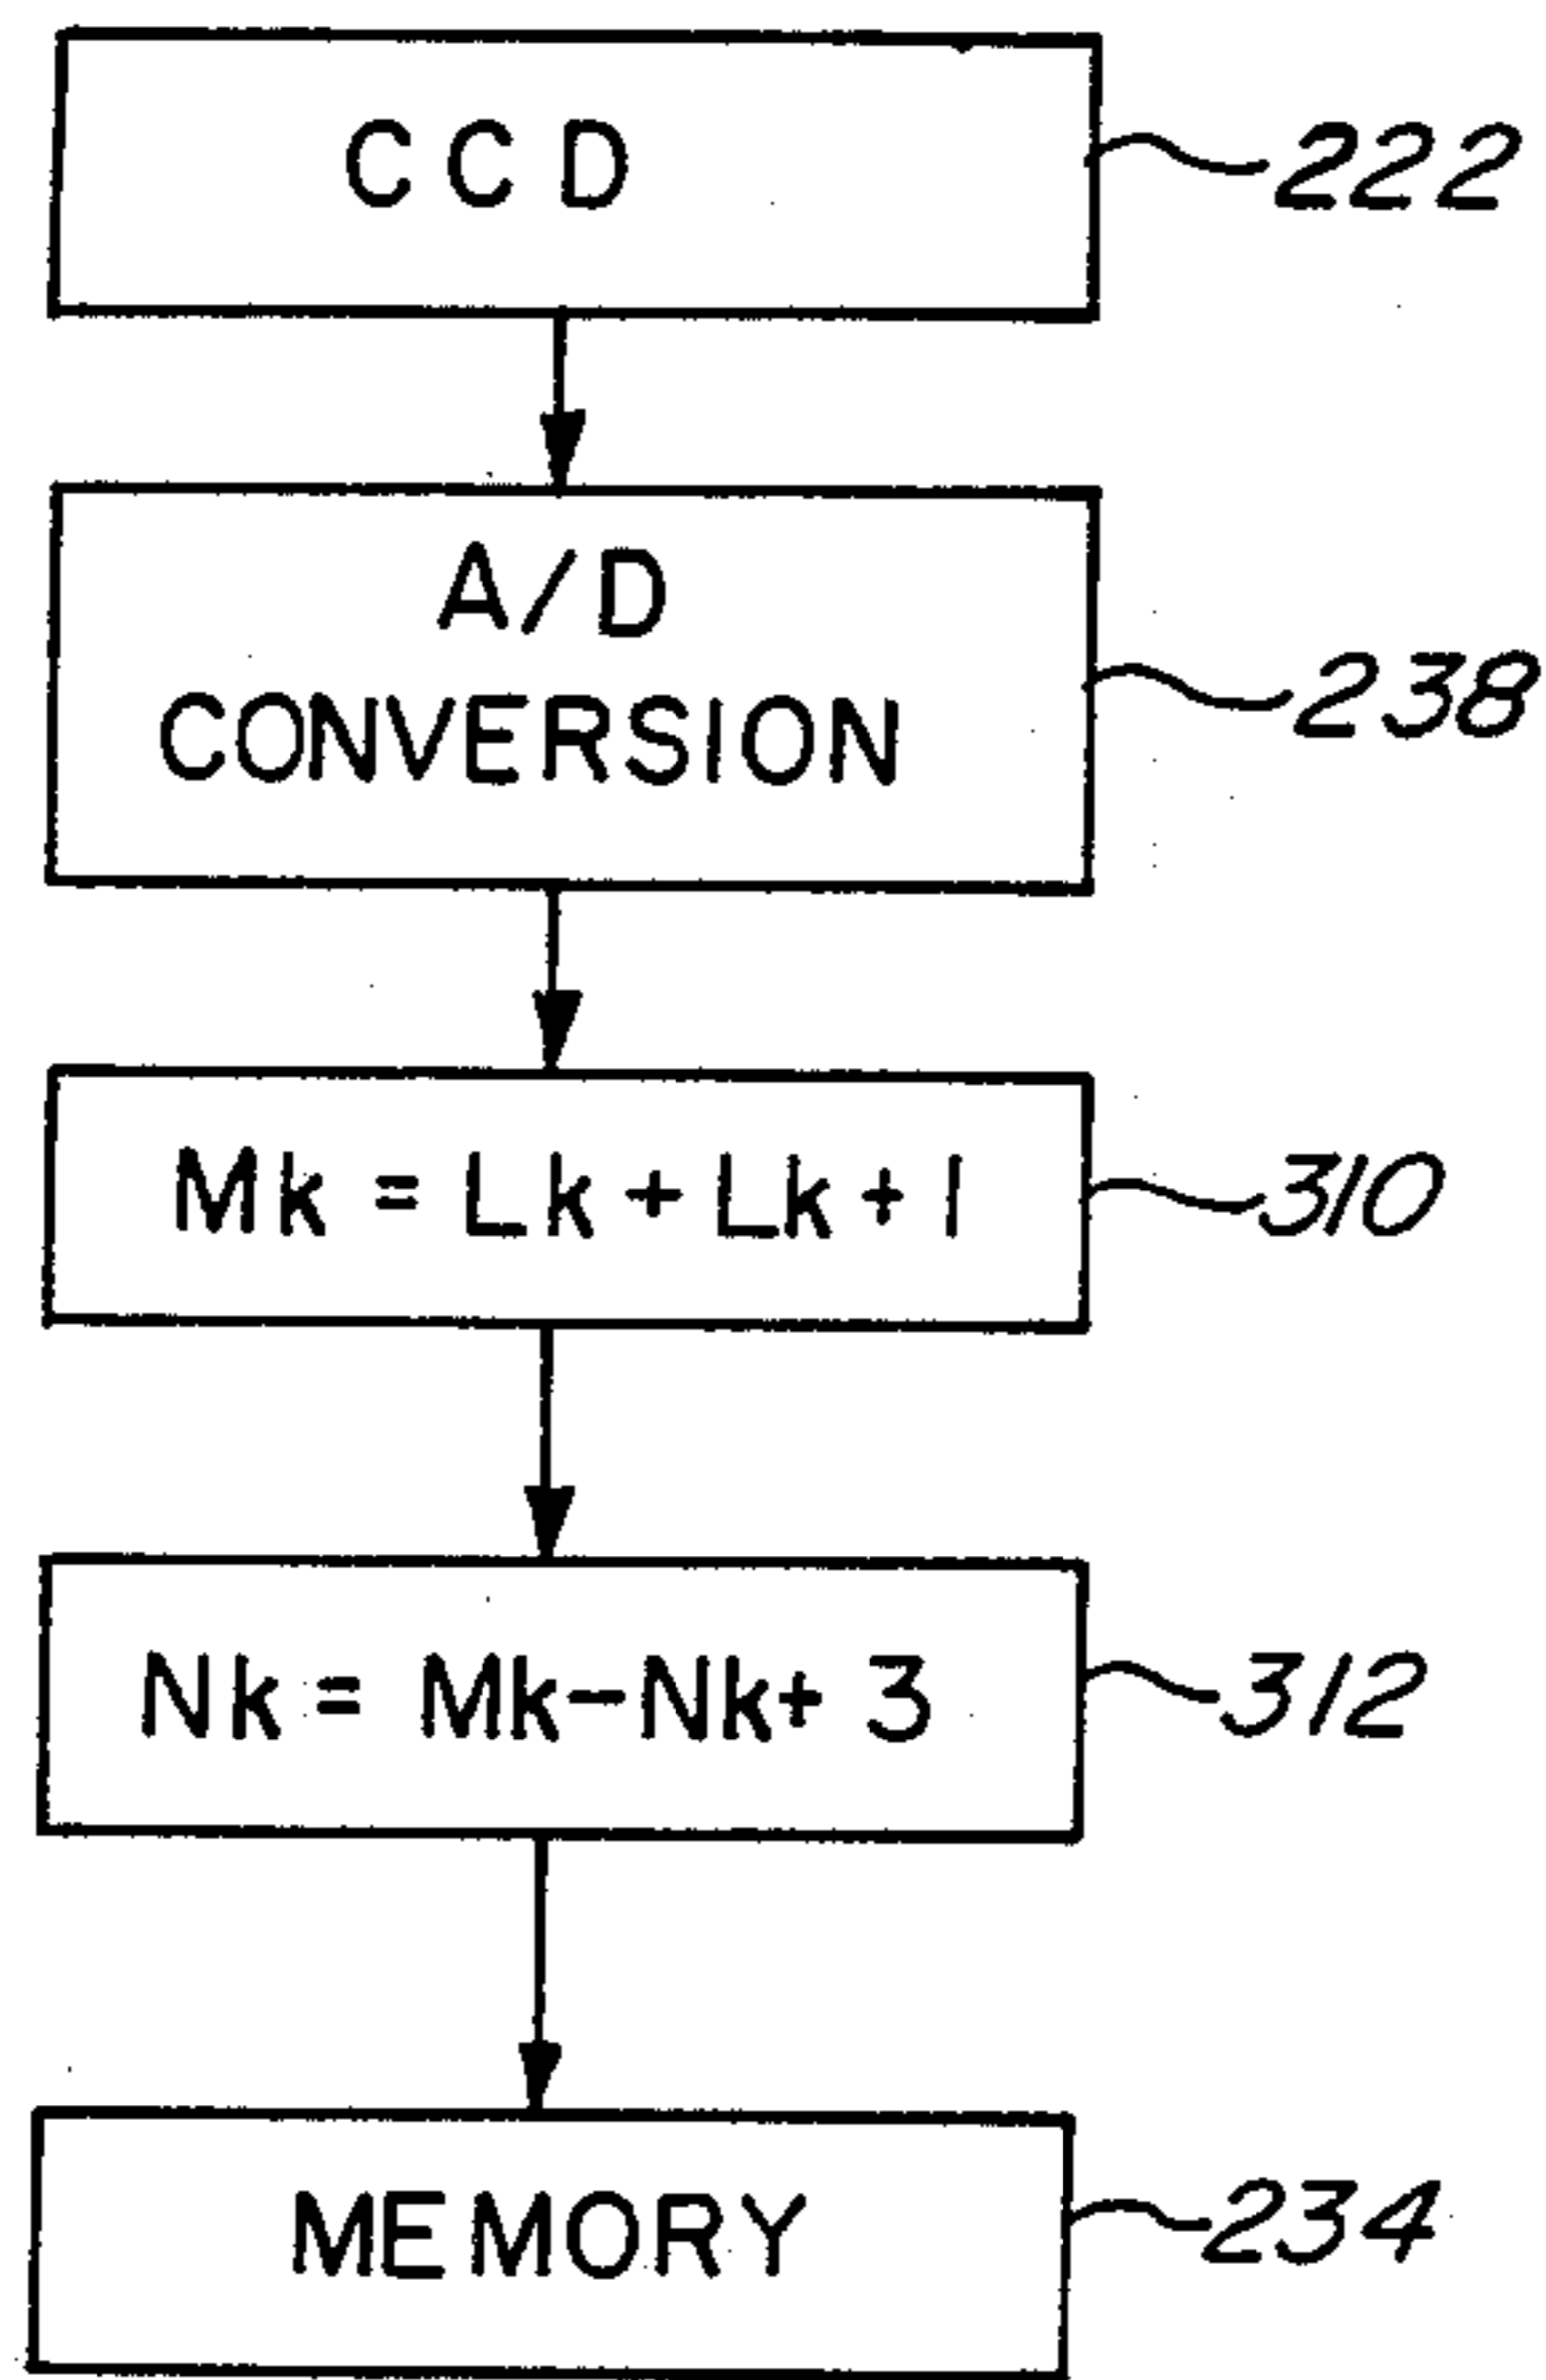 CCD
222
A/D
CONVERSION
238
Mk = Lk + Lk + 1
310
Nk = Mk - Nk + 3
312
MEMORY
234